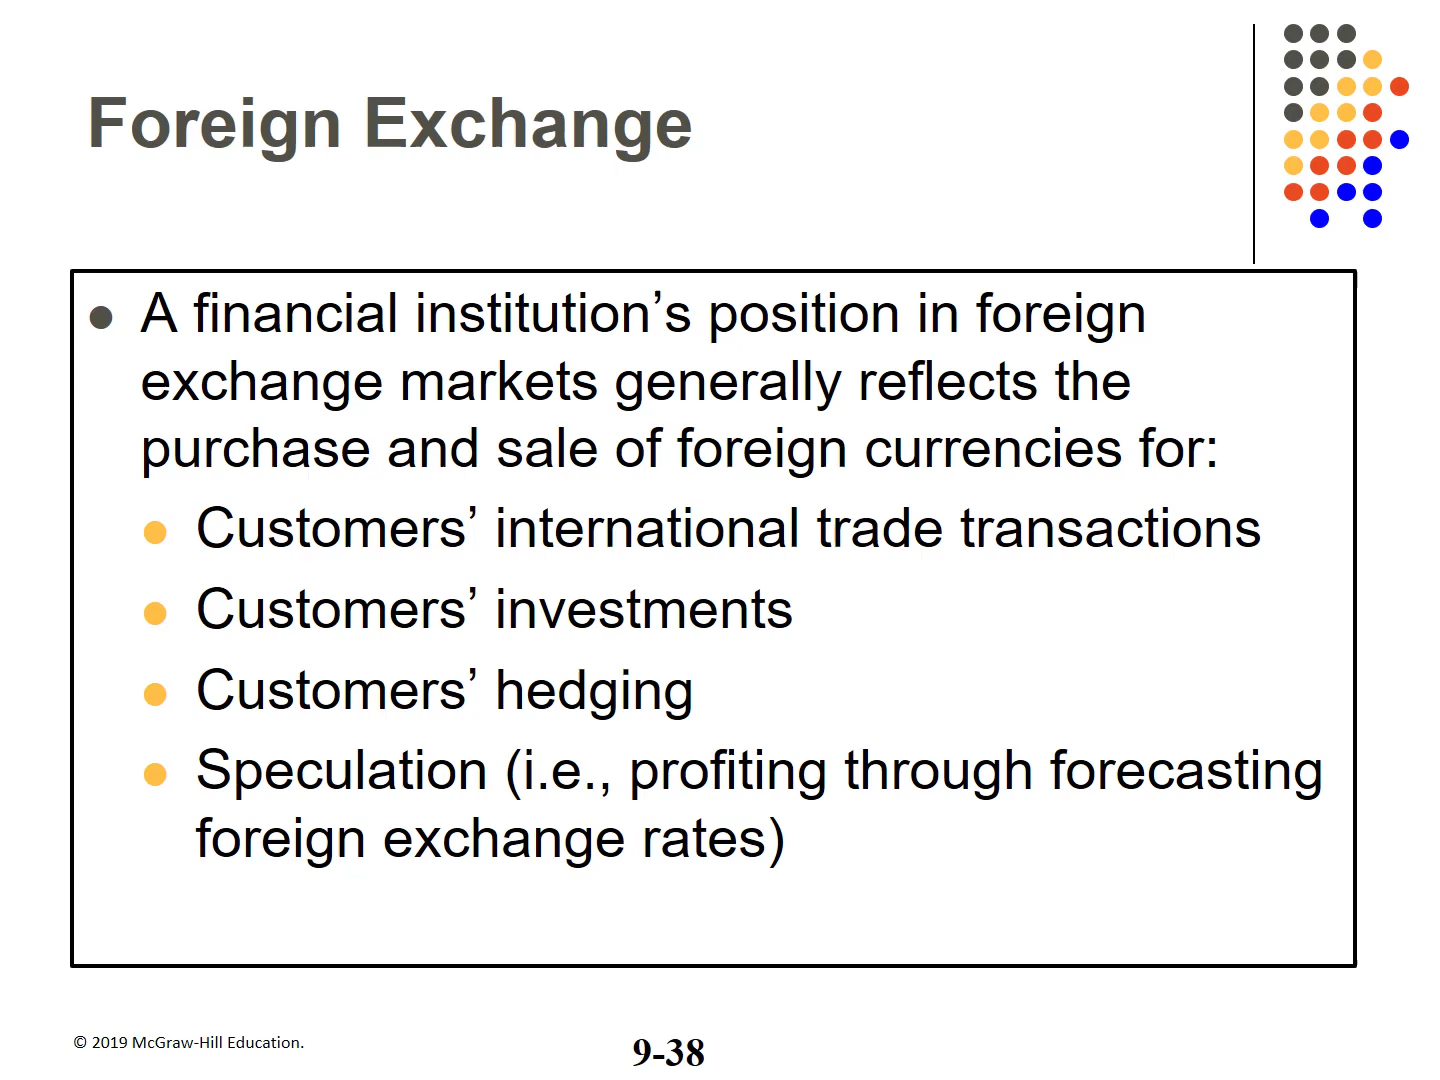 Foreign Exchange
A financial institution’s position in foreign
exchange markets generally reflects the
purchase and sale of foreign currencies for:
Customers’ international trade transactions
Customers’ investments
Customers’ hedging
Speculation (i.e., profiting through forecasting
foreign exchange rates)
© 2019 McGraw-Hill Education.
9-38